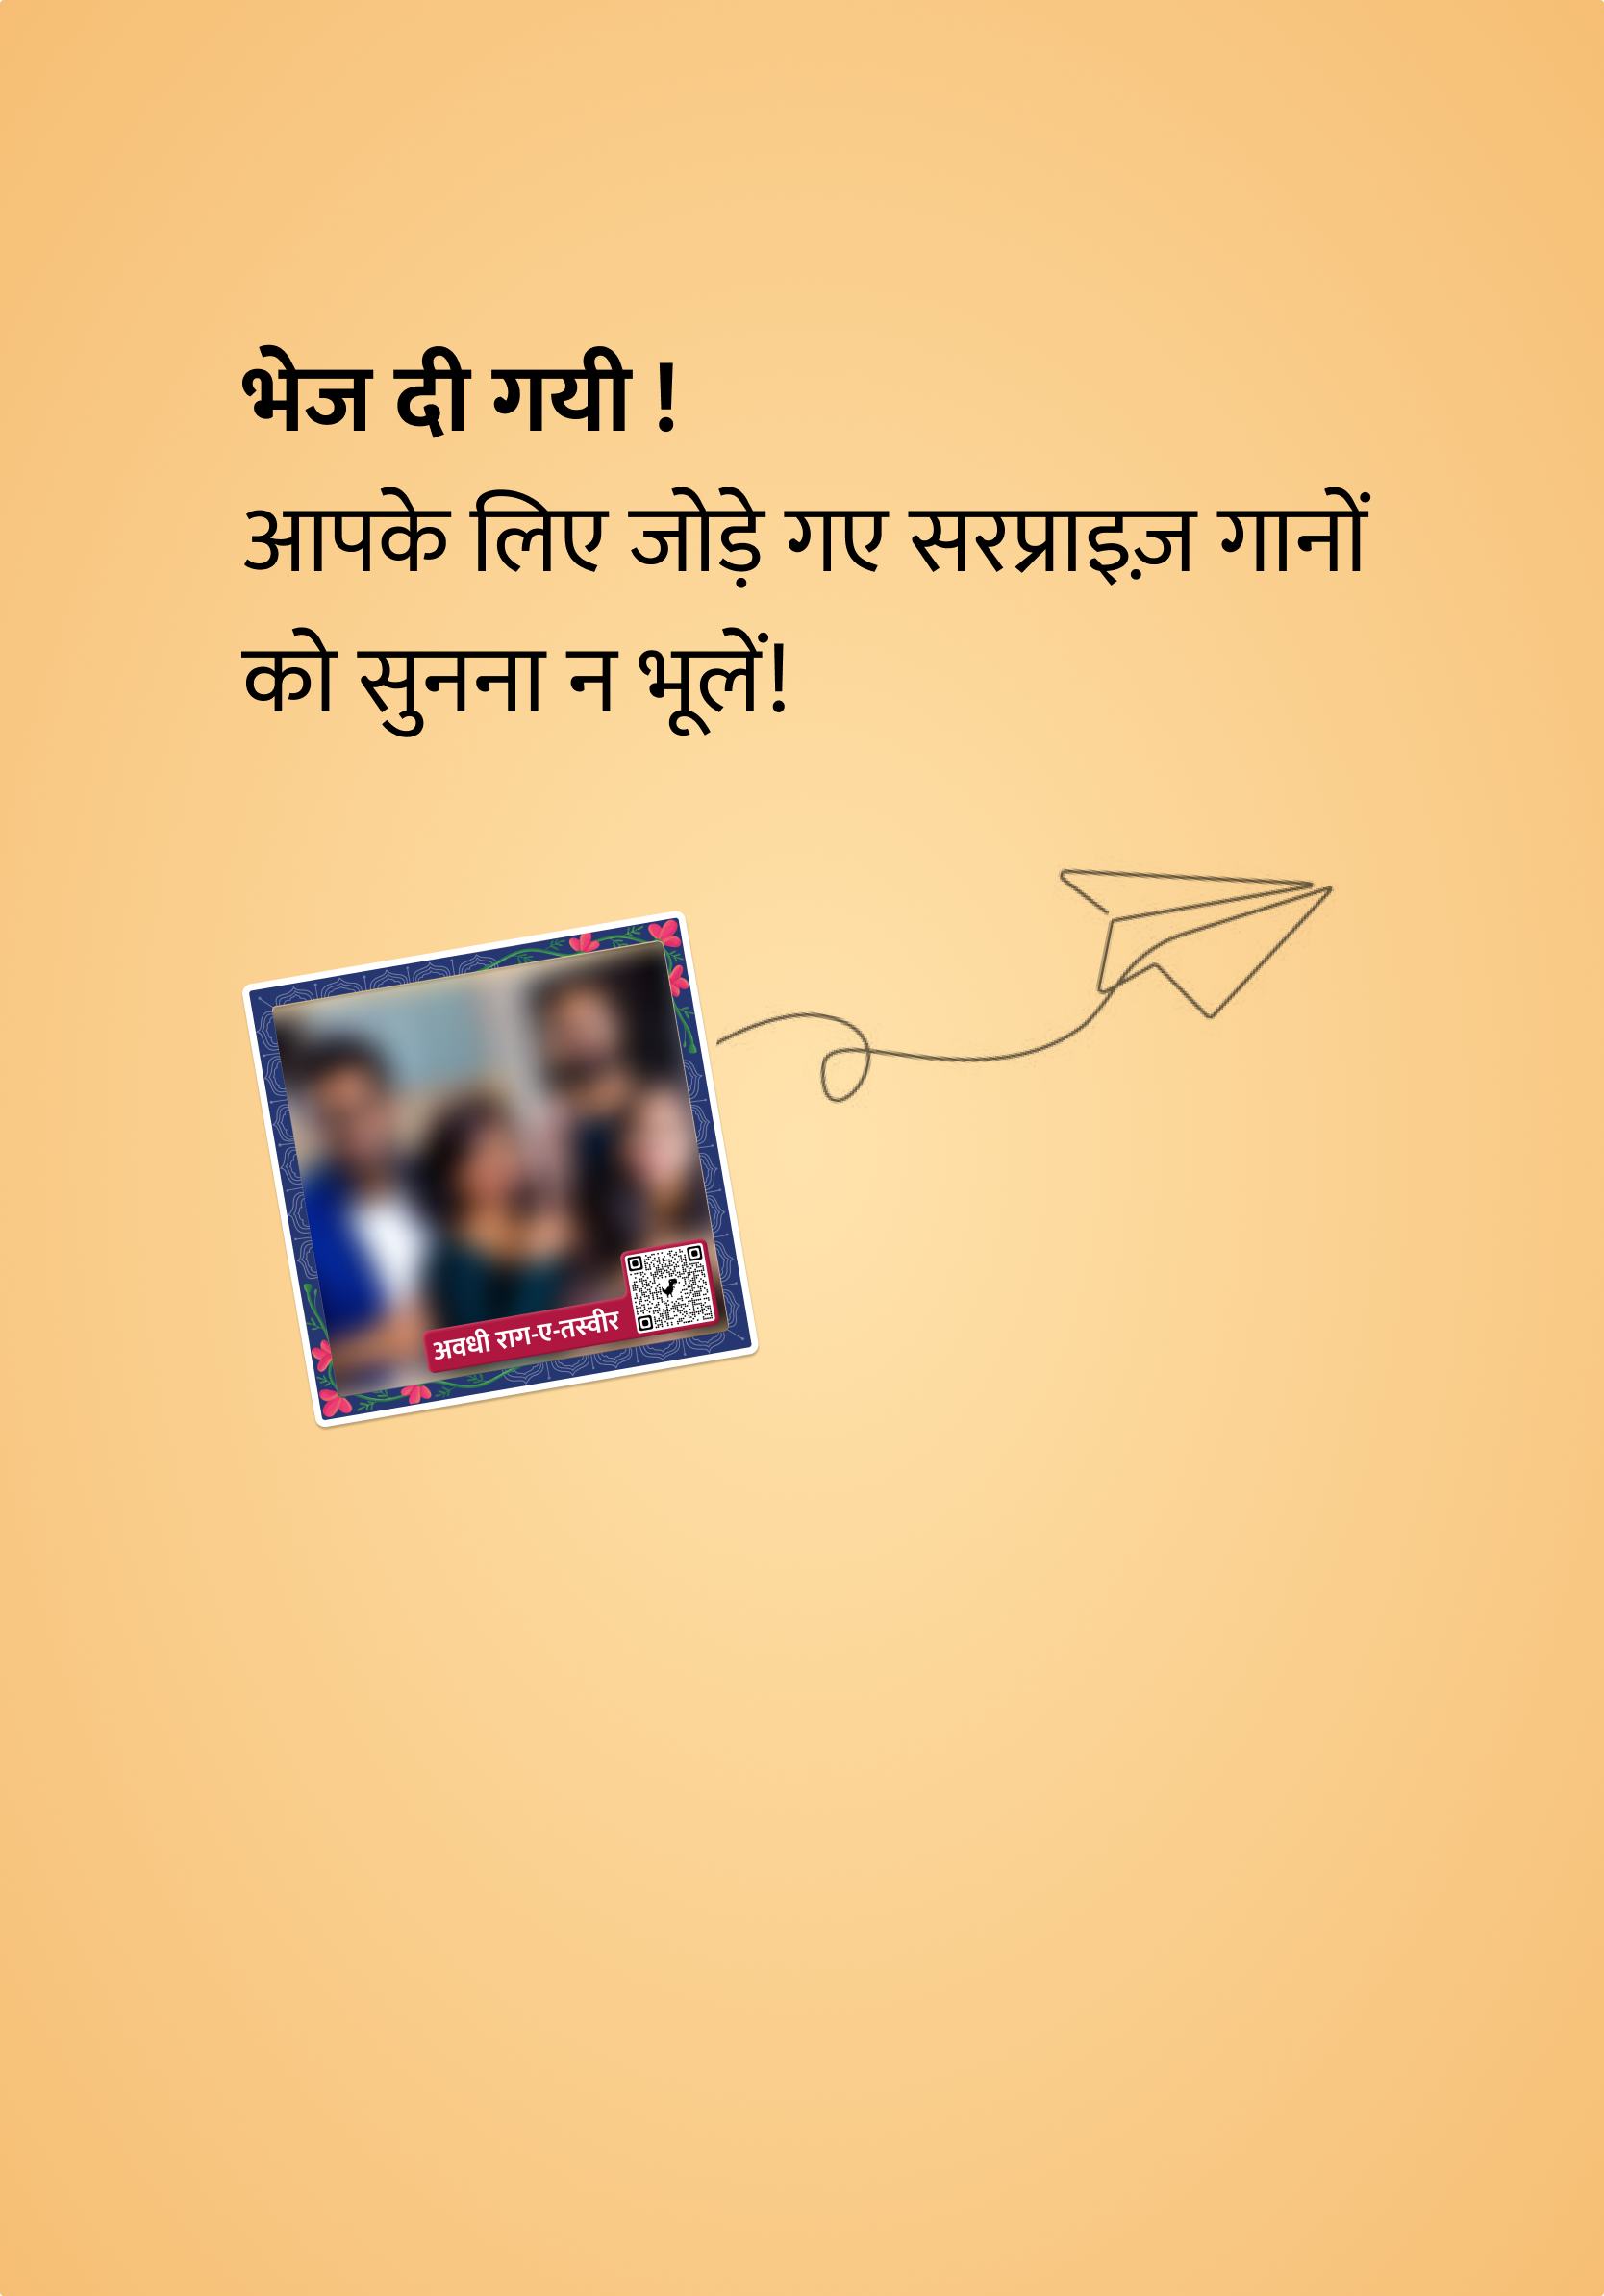 भेज दी गयी !
आपके लिए जोड़े गए सरप्राइज़ गानों
को सुनना न भूलें!
अवधी राग-ए-तस्वीर